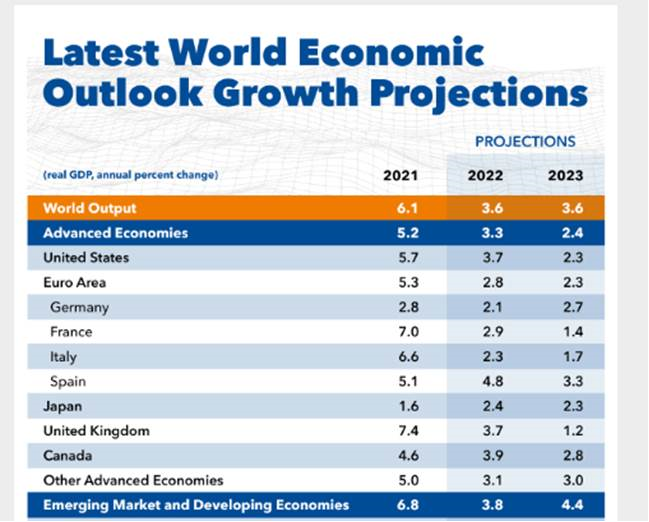 Latest World Economic
Outlook Growth Projections
PROJECTIONS
(real GDP, annual percent change) 2021 2022 2023
World Output 6.1 3.6 3.6
Advanced Economies 5.2 3.3 2.4
United States 5.7 3.7 2.3
Euro Area 5.3 2.8 2.3
Germany 2.8 2.1 2.7
France 7.0 2.9 1.4
Italy 6.6 2.3 1.7
Spain 5.1 4.8 3.3
Japan 1.6 2.4 2.3
United Kingdom 7.4 3.7 1.2
Canada 4.6 3.9 2.8
Other Advanced Economies 5.0 3.1 3.0
Emerging Market and Developing Economies 6.8 3.8 4.4